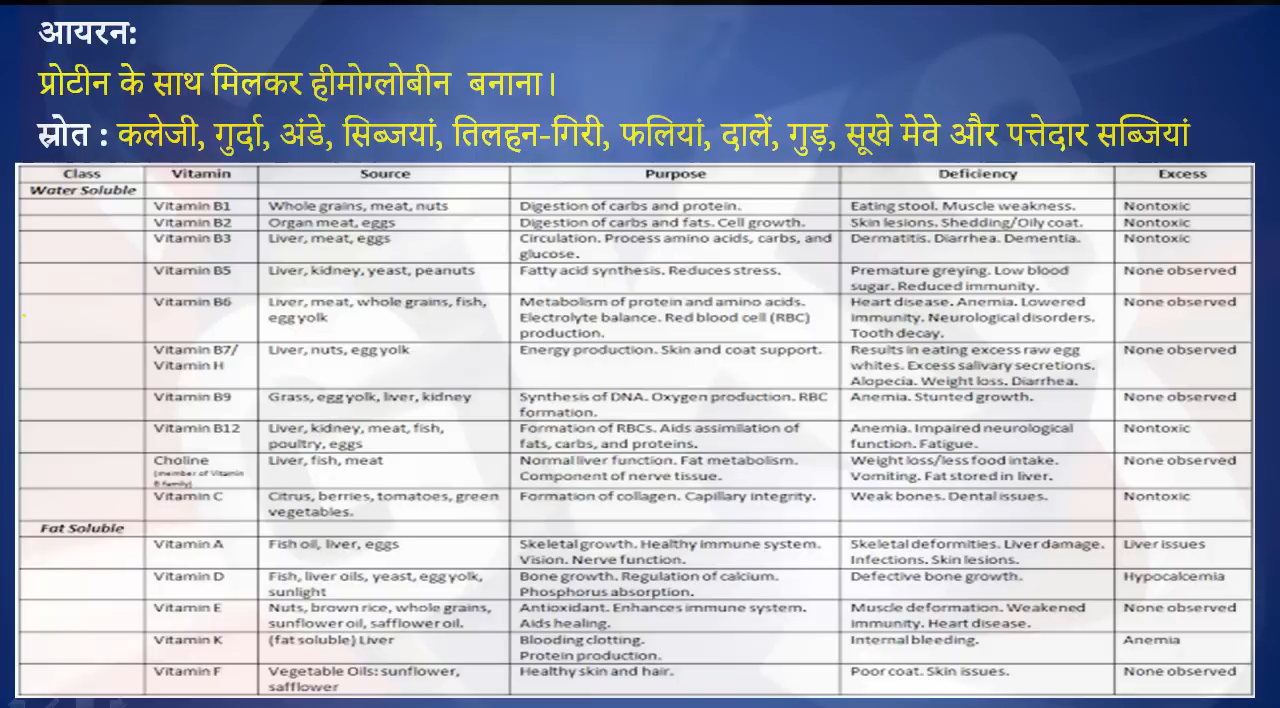 आयरन:
प्रोटीन के साथ मिलकर हीमोग्लोबीन बनाना।
स्रोत : कलेजी, गुर्दा, अंडे, सिब्जयां, तिलहन-गिरी, फलियां, दालें, गुड़, सूखे मेवे और पत्तेदार सब्जियां
Class Vitamin Source Purpose Deficiency Excess
Water Soluble
Vitamin B1 Whole grains, meat, nuts Digestion of carbs and protein. Eating stool. Muscle weakness. Nontoxic
Vitamin B2 Organ meat, eggs Digestion of carbs and fats. Cell growth. Skin lesions. Shedding/Oily coat. Nontoxic
Vitamin B3 Liver, meat, eggs Circulation. Process amino acids, carbs, and Dermatitis. Diarrhea. Dementia. Nontoxic
glucose.
Vitamin B5 Liver, kidney, yeast, peanuts Fatty acid synthesis. Reduces stress. Premature greying. Low blood None observed
sugar. Reduced immunity.
Vitamin B6 Liver, meat, whole grains, fish, Metabolism of protein and amino acids. Heart disease. Anemia. Lowered None observed
egg yolk Electrolyte balance. Red blood cell (RBC) immunity. Neurological disorders.
production. Tooth decay.
Vitamin B7/ Liver, nuts, egg yolk Energy production. Skin and coat support. Results in eating excess raw egg None observed
Vitamin H whites. Excess salivary secretions.
Alopecia. Weight loss. Diarrhea.
Vitamin B9 Grass, egg yolk, liver, kidney Synthesis of DNA. Oxygen production. RBC Anemia. Stunted growth. None observed
formation.
Vitamin B12 Liver, kidney, meat, fish, Formation of RBCs. Aids assimilation of Anemia. Impaired neurological Nontoxic
poultry, eggs fats, carbs, and proteins. function. Fatigue.
Choline Liver, fish, meat Normal liver function. Fat metabolism. Weight loss/less food intake. None observed
(member of Vitamin Component of nerve tissue. Vomiting. Fat stored in liver.
B family)
Vitamin C Citrus, berries, tomatoes, green Formation of collagen. Capillary integrity. Weak bones. Dental issues. Nontoxic
vegetables.
Fat Soluble
Vitamin A Fish oil, liver, eggs Skeletal growth. Healthy immune system. Skeletal deformities. Liver damage. Liver issues
Vision. Nerve function. Infections. Skin lesions.
Vitamin D Fish, liver oils, yeast, egg yolk, Bone growth. Regulation of calcium. Defective bone growth. Hypocalcemia
sunlight Phosphorus absorption.
Vitamin E Nuts, brown rice, whole grains, Antioxidant. Enhances immune system. Muscle deformation. Weakened None observed
sunflower oil, safflower oil. Aids healing. immunity. Heart disease.
Vitamin K (fat soluble) Liver Blooding clotting. Internal bleeding. Anemia
Protein production.
Vitamin F Vegetable Oils: sunflower, Healthy skin and hair. Poor coat. Skin issues. None observed
safflower